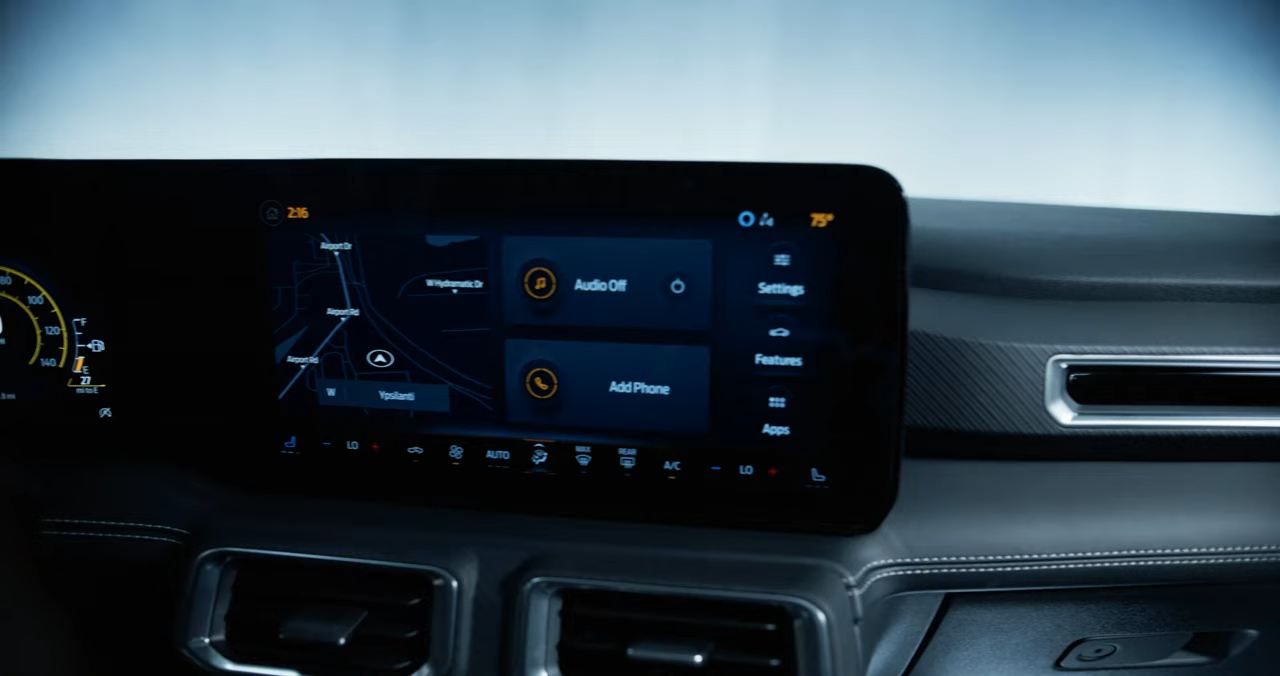 2:16
75°
Airport Dr
W Hydramatic Dr
Airport Rd
Airport Rd
W
Ypsilanti
Audio Off
Add Phone
Settings
Features
Apps
LO
AUTO
MAX
REAR
A/C
LO
80
100
120
140
F
E
27
mi to E